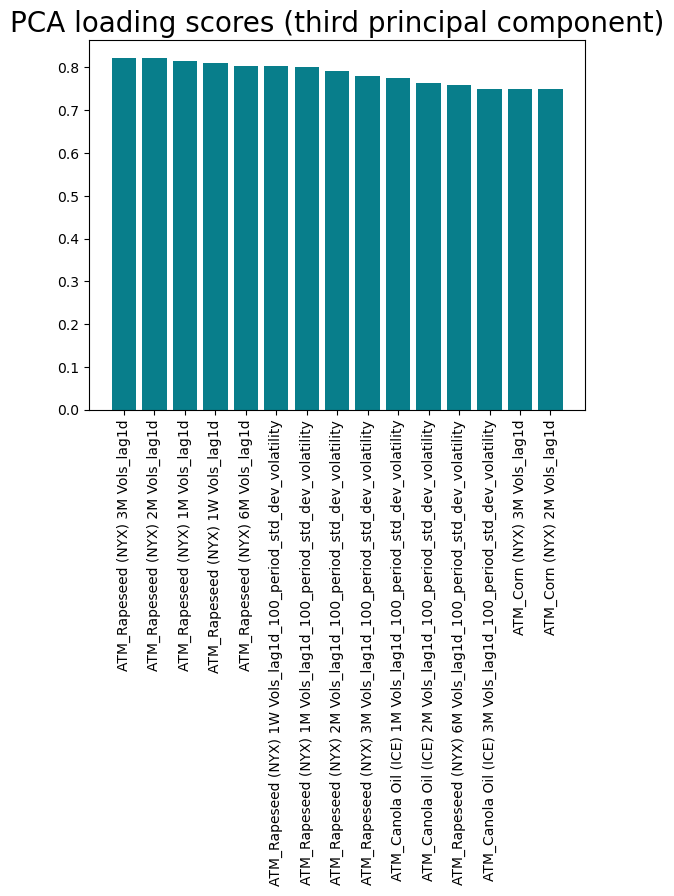 PCA loading scores (third principal component)
0.8
0.7
0.6
0.5
0.4
0.3
0.2
0.1
0.0
ATM_Rapeseed (NYX) 3M Vols_lag1d
ATM_Rapeseed (NYX) 2M Vols_lag1d
ATM_Rapeseed (NYX) 1M Vols_lag1d
ATM_Rapeseed (NYX) 1W Vols_lag1d
ATM_Rapeseed (NYX) 6M Vols_lag1d
ATM_Rapeseed (NYX) 1W Vols_lag1d_100_period_std_dev_volatility
ATM_Rapeseed (NYX) 1M Vols_lag1d_100_period_std_dev_volatility
ATM_Rapeseed (NYX) 2M Vols_lag1d_100_period_std_dev_volatility
ATM_Rapeseed (NYX) 3M Vols_lag1d_100_period_std_dev_volatility
ATM_Canola Oil (ICE) 1M Vols_lag1d_100_period_std_dev_volatility
ATM_Canola Oil (ICE) 2M Vols_lag1d_100_period_std_dev_volatility
ATM_Rapeseed (NYX) 6M Vols_lag1d_100_period_std_dev_volatility
ATM_Canola Oil (ICE) 3M Vols_lag1d_100_period_std_dev_volatility
ATM_Corn (NYX) 3M Vols_lag1d
ATM_Corn (NYX) 2M Vols_lag1d